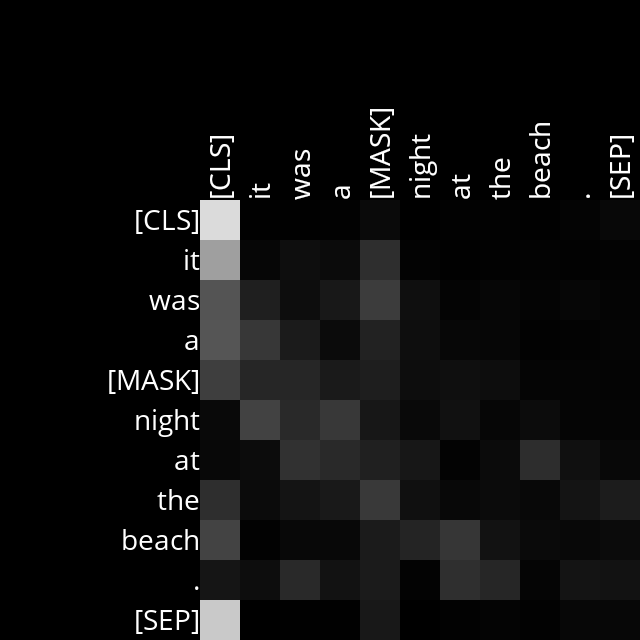 [CLS] it was a [MASK] night at the beach . [SEP]
[CLS]
it
was
a
[MASK]
night
at
the
beach
.
[SEP]